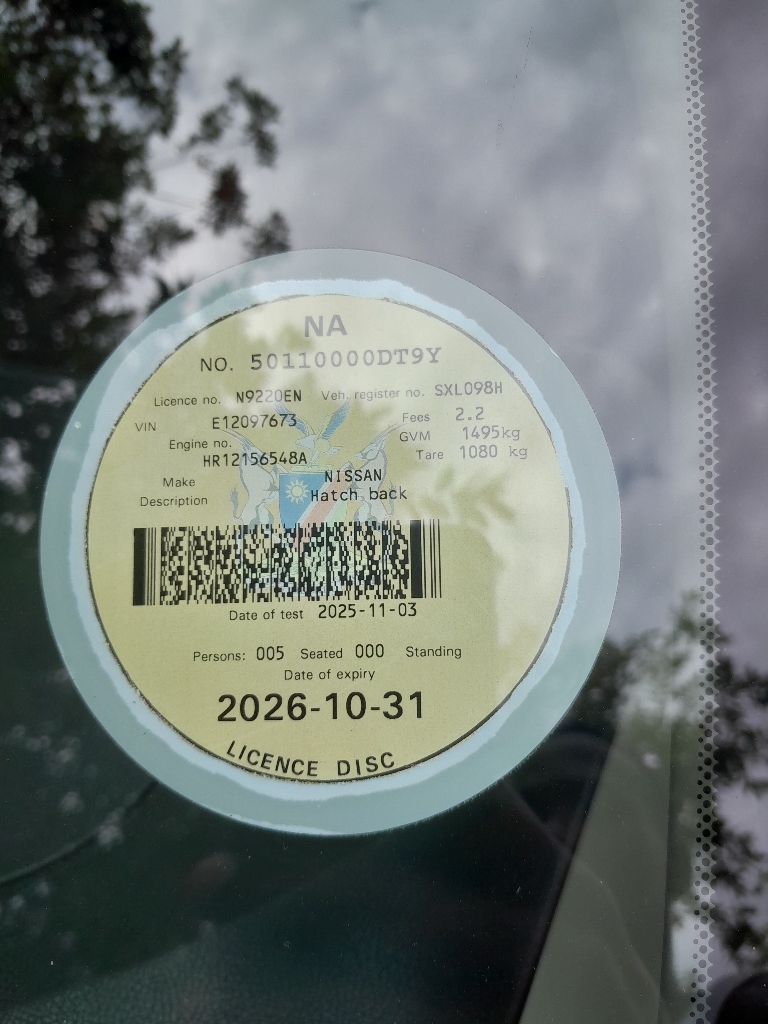 NA
NO. 50110000DT9Y
Licence no. N9220EN Veh. register no. SXL098H
VIN E12097673 Fees 2.2
Engine no. GVM 1495kg
HR12156548A Tare 1080 kg
Make NISSAN
Description Hatch back
Date of test 2025-11-03
Persons: 005 Seated 000 Standing
Date of expiry
2026-10-31
LICENCE DISC